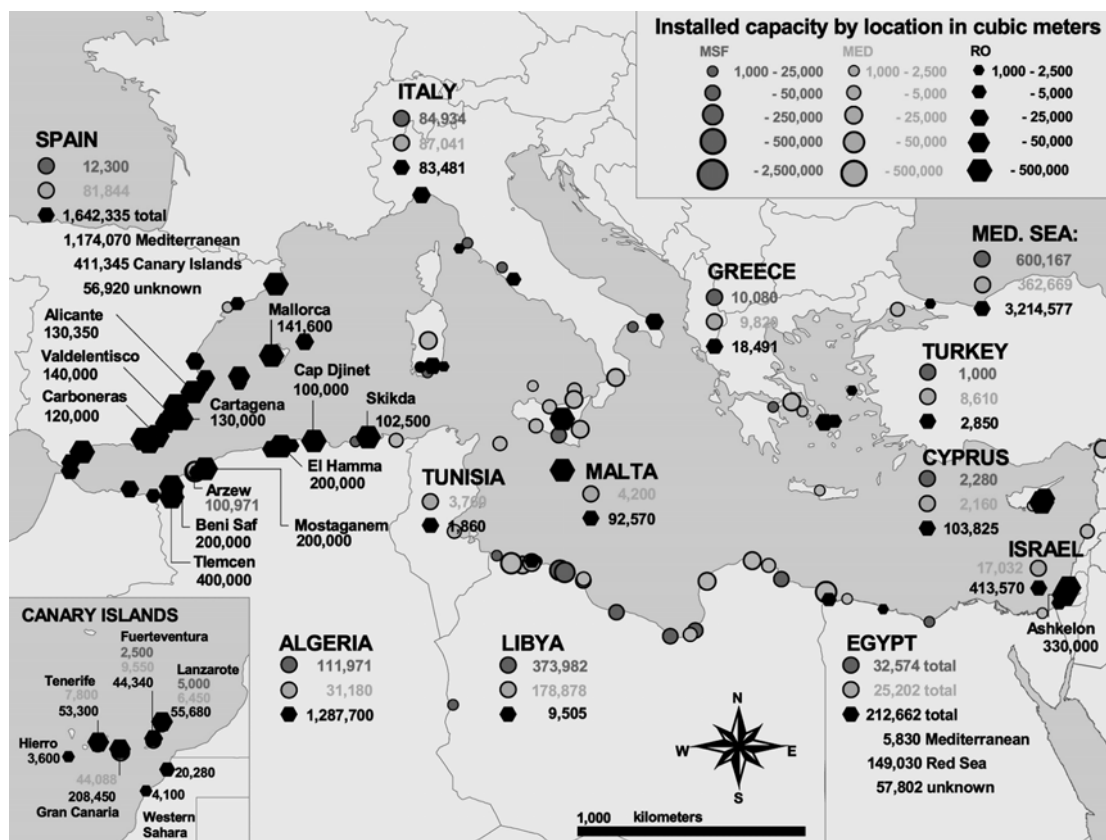 Installed capacity by location in cubic meters
MSF MED RO
1,000 - 25,000 1,000 - 2,500 1,000 - 2,500
- 50,000 - 5,000 - 5,000
- 250,000 - 25,000 - 25,000
- 500,000 - 50,000 - 50,000
- 2,500,000 - 500,000 - 500,000
ITALY
84,934
87,041
83,481
SPAIN
12,300
81,844
1,642,335 total
1,174,070 Mediterranean
411,345 Canary Islands
56,920 unknown
MED. SEA:
600,167
362,669
3,214,577
GREECE
10,080
9,829
18,491
Alicante
130,350
Mallorca
141,600
Valdelentisco
140,000
Carboneras
120,000
Cartagena
130,000
Cap Djinet
100,000
Skikda
102,500
TURKEY
1,000
8,610
2,850
El Hamma
200,000
Arzew
100,971
Beni Saf
200,000
Mostaganem
200,000
Tlemcen
400,000
TUNISIA
3,769
1,860
MALTA
4,200
92,570
CYPRUS
2,280
2,160
103,825
ISRAEL
17,032
413,570
Ashkelon
330,000
CANARY ISLANDS
Fuerteventura
2,500
9,550
44,340
Lanzarote
5,000
6,450
55,680
Tenerife
7,800
53,300
Hierro
3,600
44,088
208,450
Gran Canaria
20,280
4,100
Western
Sahara
ALGERIA
111,971
31,180
1,287,700
LIBYA
373,982
178,878
9,505
EGYPT
32,574 total
25,202 total
212,662 total
5,830 Mediterranean
149,030 Red Sea
57,802 unknown
N
W E
S
1,000 kilometers